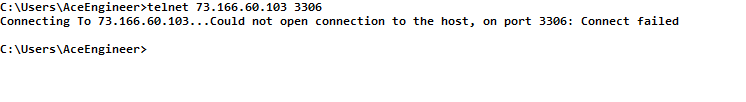 C:\Users\AceEngineer>telnet 73.166.60.103 3306
Connecting To 73.166.60.103...Could not open connection to the host, on port 3306: Connect failed
C:\Users\AceEngineer>